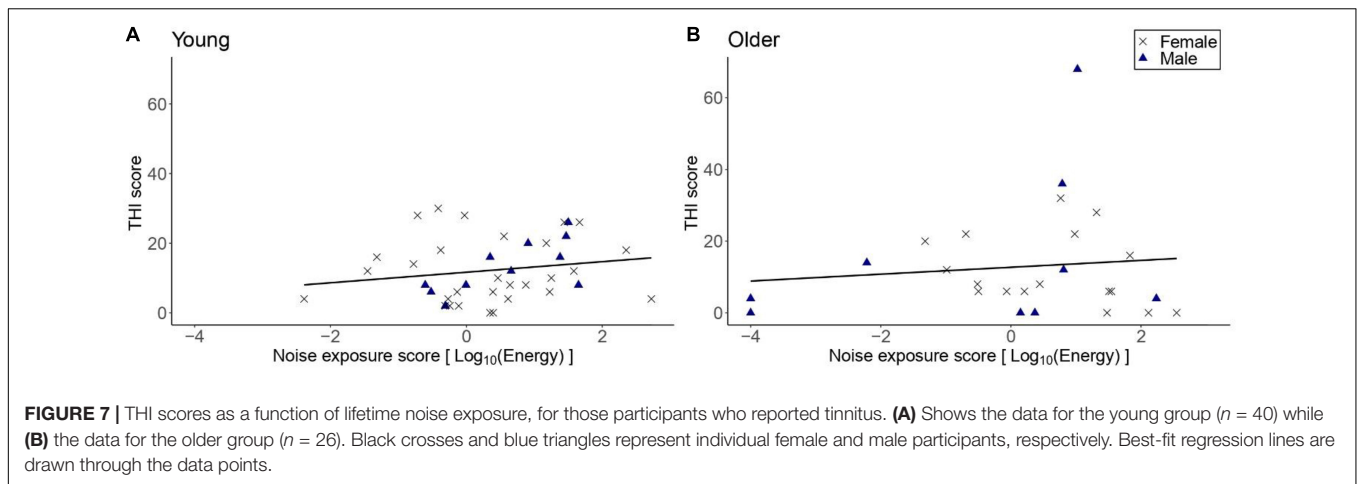 A Young
B Older
Female
Male
THI score
60
40
20
0
−4
−2
0
2
Noise exposure score [ Log10(Energy) ]
THI score
60
40
20
0
−4
−2
0
2
Noise exposure score [ Log10(Energy) ]
FIGURE 7 | THI scores as a function of lifetime noise exposure, for those participants who reported tinnitus. (A) Shows the data for the young group (n = 40) while
(B) the data for the older group (n = 26). Black crosses and blue triangles represent individual female and male participants, respectively. Best-fit regression lines are
drawn through the data points.